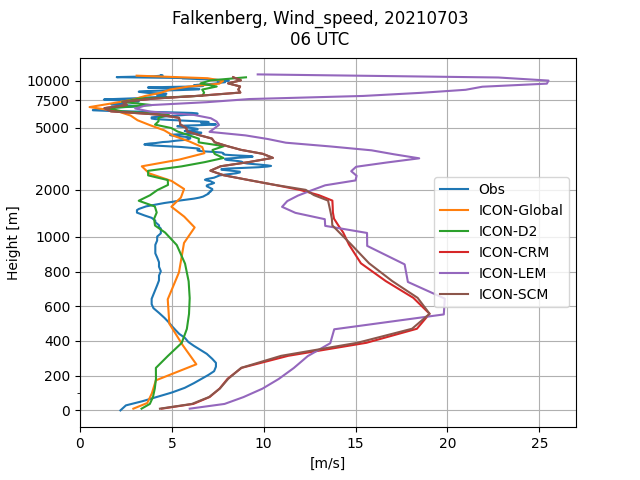 Falkenberg, Wind_speed, 20210703
06 UTC
10000
7500
5000
2000
1000
800
600
400
200
0
Height [m]
0 5 10 15 20 25
[m/s]
Obs
ICON-Global
ICON-D2
ICON-CRM
ICON-LEM
ICON-SCM